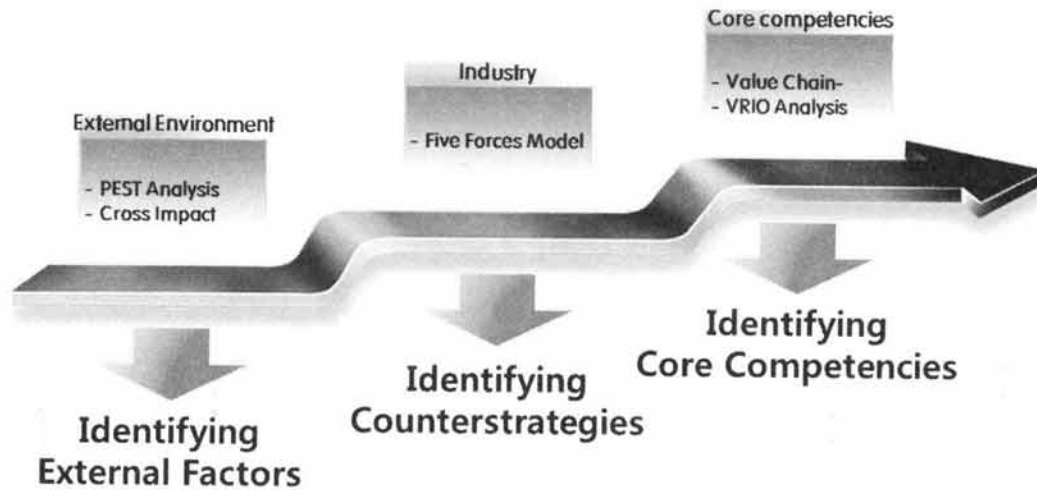 External Environment
- PEST Analysis
- Cross Impact
Industry
- Five Forces Model
Core competencies
- Value Chain-
- VRIO Analysis
Identifying
External Factors
Identifying
Counterstrategies
Identifying
Core Competencies